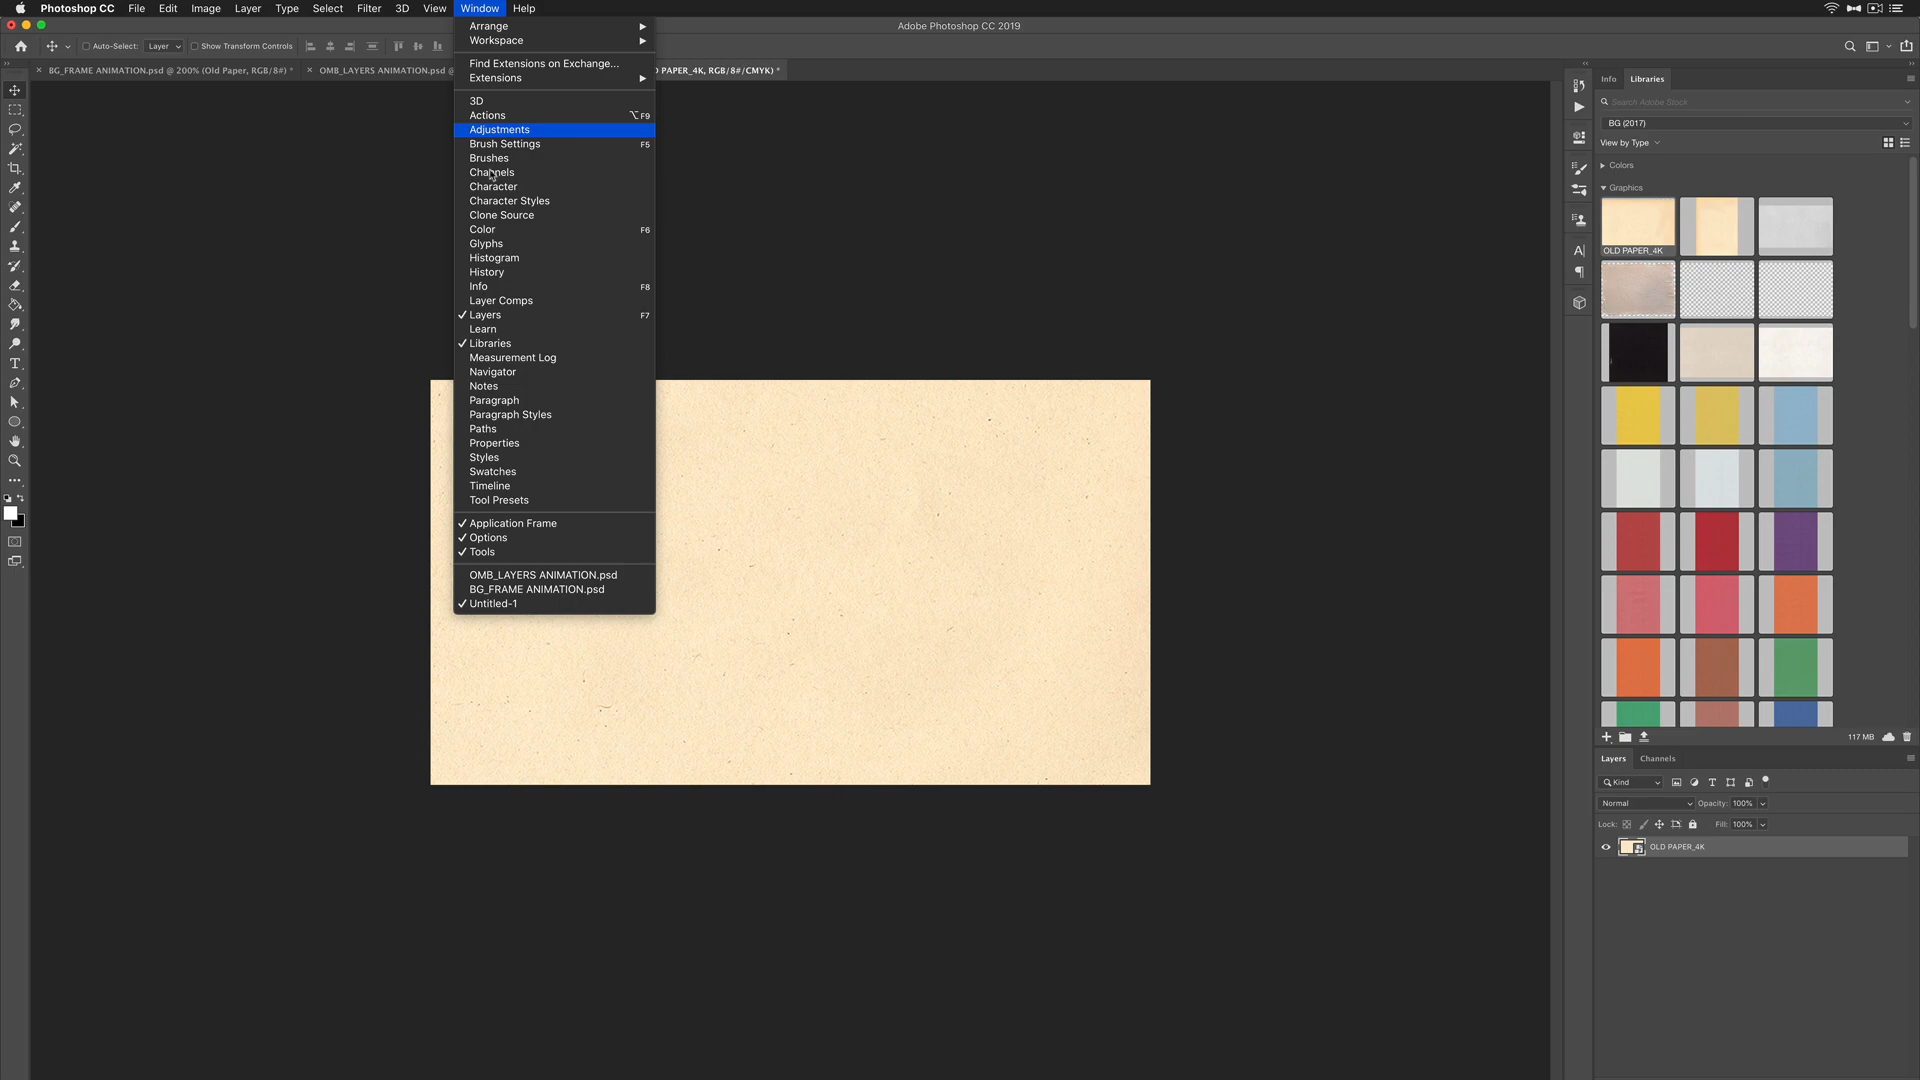 Photoshop CC File Edit Image Layer Type Select Filter 3D View Window Help
Adobe Photoshop CC 2019
Auto-Select: Layer Show Transform Controls
BG_FRAME ANIMATION.psd @ 200% (Old Paper, RGB/8#) *
OMB_LAYERS ANIMATION.psd @
PAPER_4K, RGB/8#/CMYK) *
Arrange
Workspace
Find Extensions on Exchange...
Extensions
3D
Actions ⌥F9
Adjustments
Brush Settings F5
Brushes
Channels
Character
Character Styles
Clone Source
Color F6
Glyphs
Histogram
History
Info F8
Layer Comps
Layers F7
Learn
Libraries
Measurement Log
Navigator
Notes
Paragraph
Paragraph Styles
Paths
Properties
Styles
Swatches
Timeline
Tool Presets
Application Frame
Options
Tools
OMB_LAYERS ANIMATION.psd
BG_FRAME ANIMATION.psd
Untitled-1
Info Libraries
Search Adobe Stock
BG (2017)
View by Type
Colors
Graphics
OLD PAPER_4K
117 MB
Layers Channels
Kind
Normal Opacity: 100%
Lock: Fill: 100%
OLD PAPER_4K